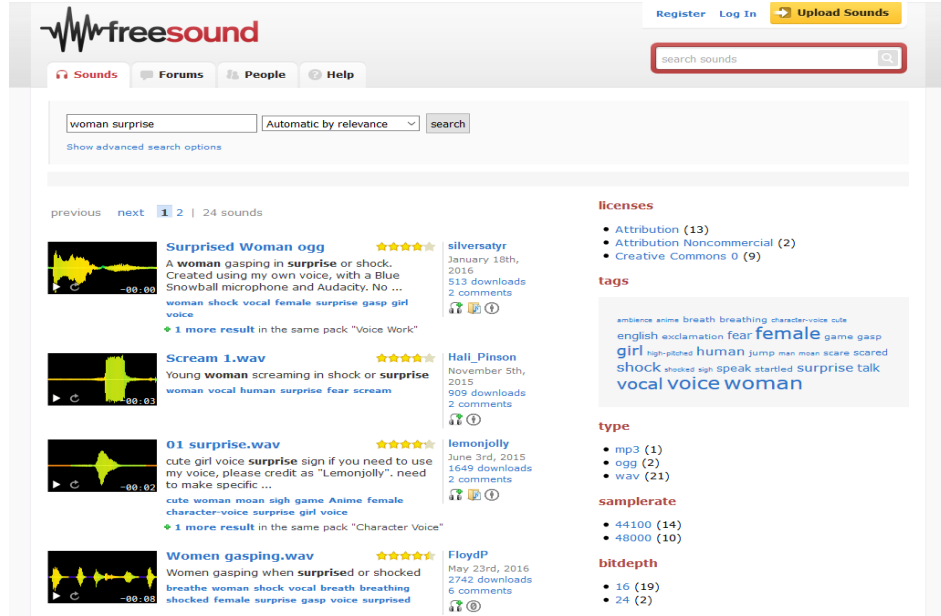 freesound
Register Log In Upload Sounds
search sounds
Sounds Forums People Help
woman surprise Automatic by relevance search
Show advanced search options
previous next 1 2 | 24 sounds
Surprised Woman ogg
A woman gasping in surprise or shock.
Created using my own voice, with a Blue
Snowball microphone and Audacity. No ...
woman shock vocal female surprise gasp girl
voice
1 more result in the same pack "Voice Work"
-00:00
silversatyr
January 18th,
2016
513 downloads
2 comments
Scream 1.wav
Young woman screaming in shock or surprise
woman vocal human surprise fear scream
-00:03
Hali_Pinson
November 5th,
2015
909 downloads
2 comments
01 surprise.wav
cute girl voice surprise sign if you need to use
my voice, please credit as "Lemonjolly". need
to make specific ...
cute woman moan sigh game Anime female
character-voice surprise girl voice
1 more result in the same pack "Character Voice"
-00:02
lemonjolly
June 3rd, 2015
1649 downloads
2 comments
Women gasping.wav
Women gasping when surprised or shocked
breathe woman shock vocal breath breathing
shocked female surprise gasp voice surprised
-00:08
FloydP
May 23rd, 2016
2742 downloads
6 comments
licenses
Attribution (13)
Attribution Noncommercial (2)
Creative Commons 0 (9)
tags
ambience anime breath breathing character-voice cute
english exclamation fear female game gasp
girl high-pitched human jump man moan scare scared
shock shocked sigh speak startled surprise talk
vocal voice woman
type
mp3 (1)
ogg (2)
wav (21)
samplerate
44100 (14)
48000 (10)
bitdepth
16 (19)
24 (2)